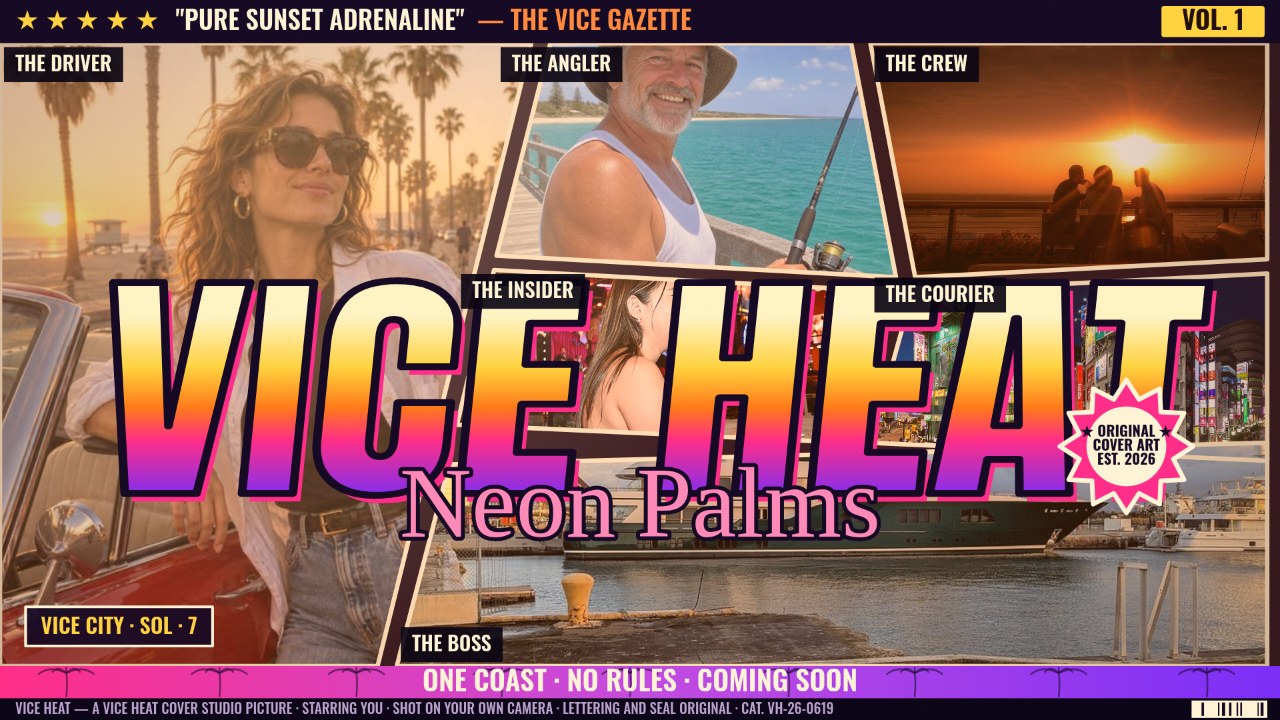 ★ ★ ★ ★ ★ "PURE SUNSET ADRENALINE" — THE VICE GAZETTE
VOL. 1
THE DRIVER
THE ANGLER
THE CREW
THE INSIDER
THE COURIER
VICE HEAT
Neon Palms
★ ORIGINAL ★
COVER ART
EST. 2026
VICE CITY · SOL · 7
THE BOSS
ONE COAST · NO RULES · COMING SOON
VICE HEAT — A VICE HEAT COVER STUDIO PICTURE · STARRING YOU · SHOT ON YOUR OWN CAMERA · LETTERING AND SEAL ORIGINAL · CAT. VH-26-0619